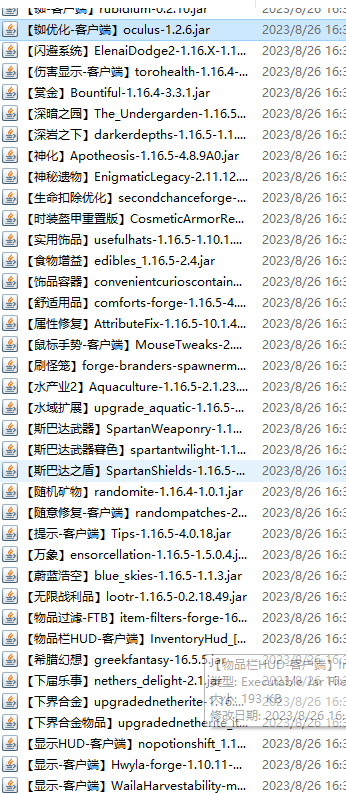 【铷-客户端】rubidium-0.2.10.jar
【铷优化-客户端】oculus-1.2.6.jar 2023/8/26 16:3
【闪避系统】ElenaiDodge2-1.16.X-1.1... 2023/8/26 16:3
【伤害显示-客户端】torohealth-1.16.4-... 2023/8/26 16:3
【赏金】Bountiful-1.16.4-3.3.1.jar 2023/8/26 16:3
【深暗之园】The_Undergarden-1.16.5... 2023/8/26 16:3
【深岩之下】darkerdepths-1.16.5-1.1.... 2023/8/26 16:3
【神化】Apotheosis-1.16.5-4.8.9A0.jar 2023/8/26 16:3
【神秘遗物】EnigmaticLegacy-2.11.12.... 2023/8/26 16:3
【生命扣除优化】secondchanceforge-... 2023/8/26 16:3
【时装盔甲重置版】CosmeticArmorRe... 2023/8/26 16:3
【实用饰品】usefulhats-1.16.5-1.10.1.... 2023/8/26 16:3
【食物增益】edibles_1.16.5-2.4.jar 2023/8/26 16:3
【饰品容器】convenientcurioscontain... 2023/8/26 16:3
【舒适用品】comforts-forge-1.16.5-4.... 2023/8/26 16:3
【属性修复】AttributeFix-1.16.5-10.1.4... 2023/8/26 16:3
【鼠标手势-客户端】MouseTweaks-2.... 2023/8/26 16:3
【刷怪笼】forge-branders-spawnerm... 2023/8/26 16:3
【水产业2】Aquaculture-1.16.5-2.1.23.... 2023/8/26 16:3
【水域扩展】upgrade_aquatic-1.16.5-... 2023/8/26 16:3
【斯巴达武器】SpartanWeaponry-1.1... 2023/8/26 16:3
【斯巴达武器暮色】spartantwilight-1.1... 2023/8/26 16:3
【斯巴达之盾】SpartanShields-1.16.5-... 2023/8/26 16:3
【随机矿物】randomite-1.16.4-1.0.1.jar 2023/8/26 16:3
【随意修复-客户端】randompatches-2... 2023/8/26 16:3
【提示-客户端】Tips-1.16.5-4.0.18.jar 2023/8/26 16:3
【万象】ensorcellation-1.16.5-1.5.0.4.j... 2023/8/26 16:3
【蔚蓝浩空】blue_skies-1.16.5-1.1.3.jar 2023/8/26 16:3
【无限战利品】lootr-1.16.5-0.2.18.49.jar 2023/8/26 16:3
【物品过滤-FTB】item-filters-forge-16... 2023/8/26 16:3
【物品栏HUD-客户端】InventoryHud_[... 2023/8/26 16:3
【希腊幻想】greekfantasy-16.5.5.jar
【物品栏HUD-客户端】In
【下届乐事】nethers_delight-2.1.jar
类型: Executable Jar File
【下界合金】upgradednetherite-1.16....
大小: 193 KB
【下界合金物品】upgradednetherite_it...
修改日期: 2023/8/26 16:
【显示HUD-客户端】nopotionshift_1.1... 2023/8/26 16:3
【显示-客户端】Hwyla-forge-1.10.11-... 2023/8/26 16:3
【显示-客户端】WailaHarvestability-m... 2023/8/26 16:3